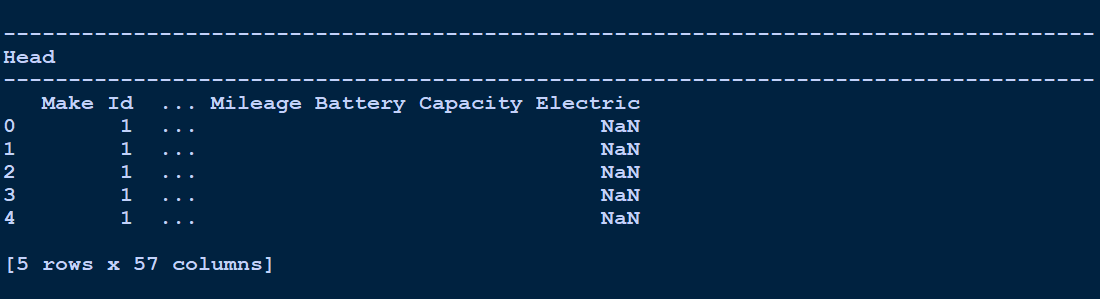 ------------------------------------------------------------------------------------
Head
------------------------------------------------------------------------------------
   Make Id  ... Mileage Battery Capacity Electric
0        1  ...                               NaN
1        1  ...                               NaN
2        1  ...                               NaN
3        1  ...                               NaN
4        1  ...                               NaN
[5 rows x 57 columns]